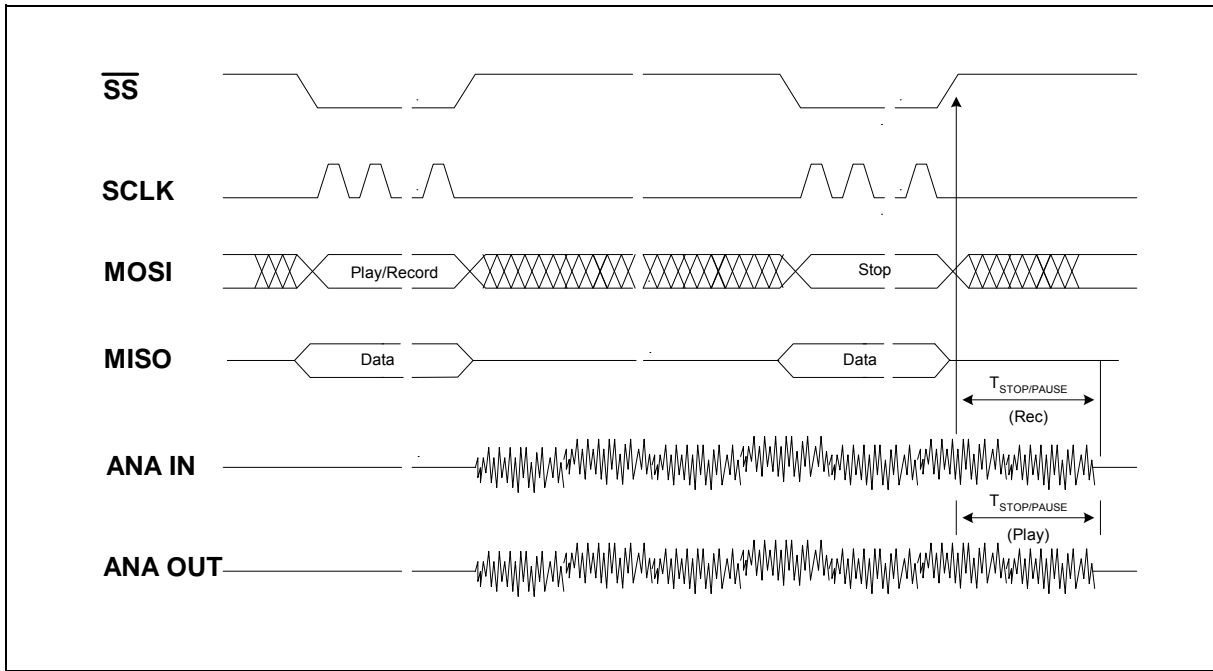 SS
SCLK
MOSI
Play/Record
Stop
MISO
Data
Data
TSTOP/PAUSE
(Rec)
ANA IN
TSTOP/PAUSE
(Play)
ANA OUT